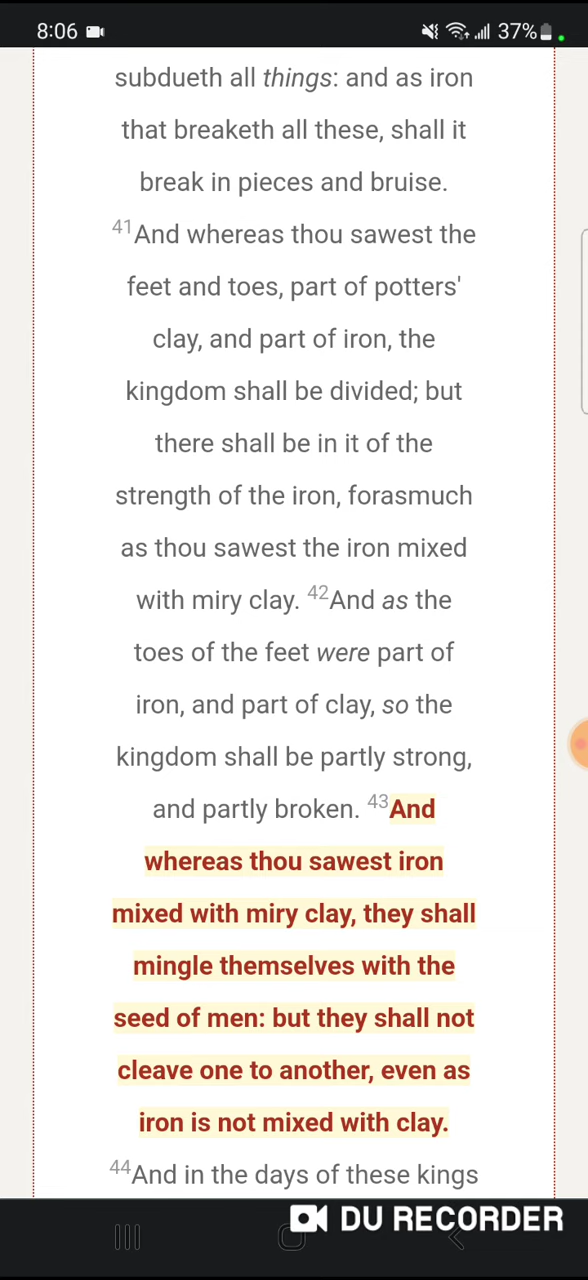 8:06 37%
subdueth all things: and as iron
that breaketh all these, shall it
break in pieces and bruise.
41And whereas thou sawest the
feet and toes, part of potters'
clay, and part of iron, the
kingdom shall be divided; but
there shall be in it of the
strength of the iron, forasmuch
as thou sawest the iron mixed
with miry clay. 42And as the
toes of the feet were part of
iron, and part of clay, so the
kingdom shall be partly strong,
and partly broken. 43And
whereas thou sawest iron
mixed with miry clay, they shall
mingle themselves with the
seed of men: but they shall not
cleave one to another, even as
iron is not mixed with clay.
44And in the days of these kings
DU RECORDER